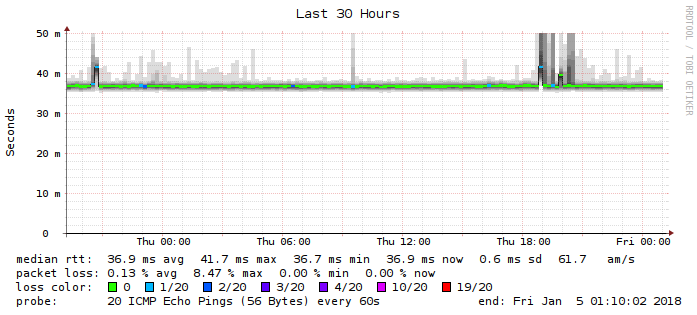 Last 30 Hours
RRDTOOL / TOBI OETIKER
Seconds
50 m
40 m
30 m
20 m
10 m
0
Thu 00:00 Thu 06:00 Thu 12:00 Thu 18:00 Fri 00:00
median rtt: 36.9 ms avg 41.7 ms max 36.7 ms min 36.9 ms now 0.6 ms sd 61.7 am/s
packet loss: 0.13 % avg 8.47 % max 0.00 % min 0.00 % now
loss color: 0 1/20 2/20 3/20 4/20 10/20 19/20
probe: 20 ICMP Echo Pings (56 Bytes) every 60s end: Fri Jan 5 01:10:02 2018